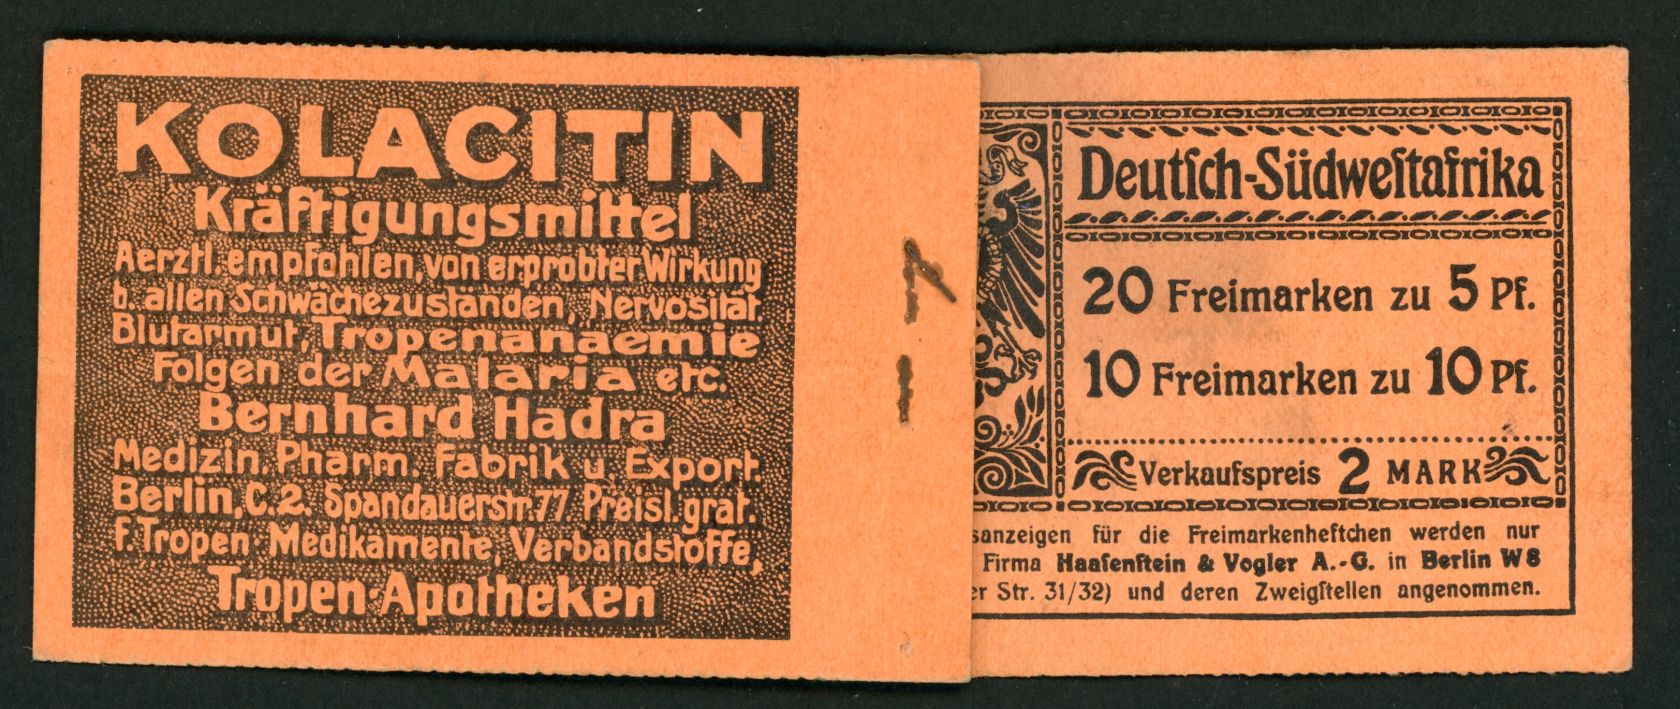 KOLACITIN
Kräftigungsmittel
Aerztl. empfohlen, von erprobter Wirkung
b. allen Schwächezuständen, Nervosität.
Blutarmut, Tropenanaemie
Folgen der Malaria etc.
Bernhard Hadra
Medizin. Pharm. Fabrik u. Export.
Berlin, C.2. Spandauerstr. 77. Preisl. grat.
f. Tropen-Medikamente, Verbandstoffe,
Tropen-Apotheken
Deutſch-Südweſtafrika
20 Freimarken zu 5 Pf.
10 Freimarken zu 10 Pf.
Verkaufspreis 2 MARK
sanzeigen für die Freimarkenheftchen werden nur
Firma Haaſenſtein & Vogler A.-G. in Berlin W8
er Str. 31/32) und deren Zweigſtellen angenommen.